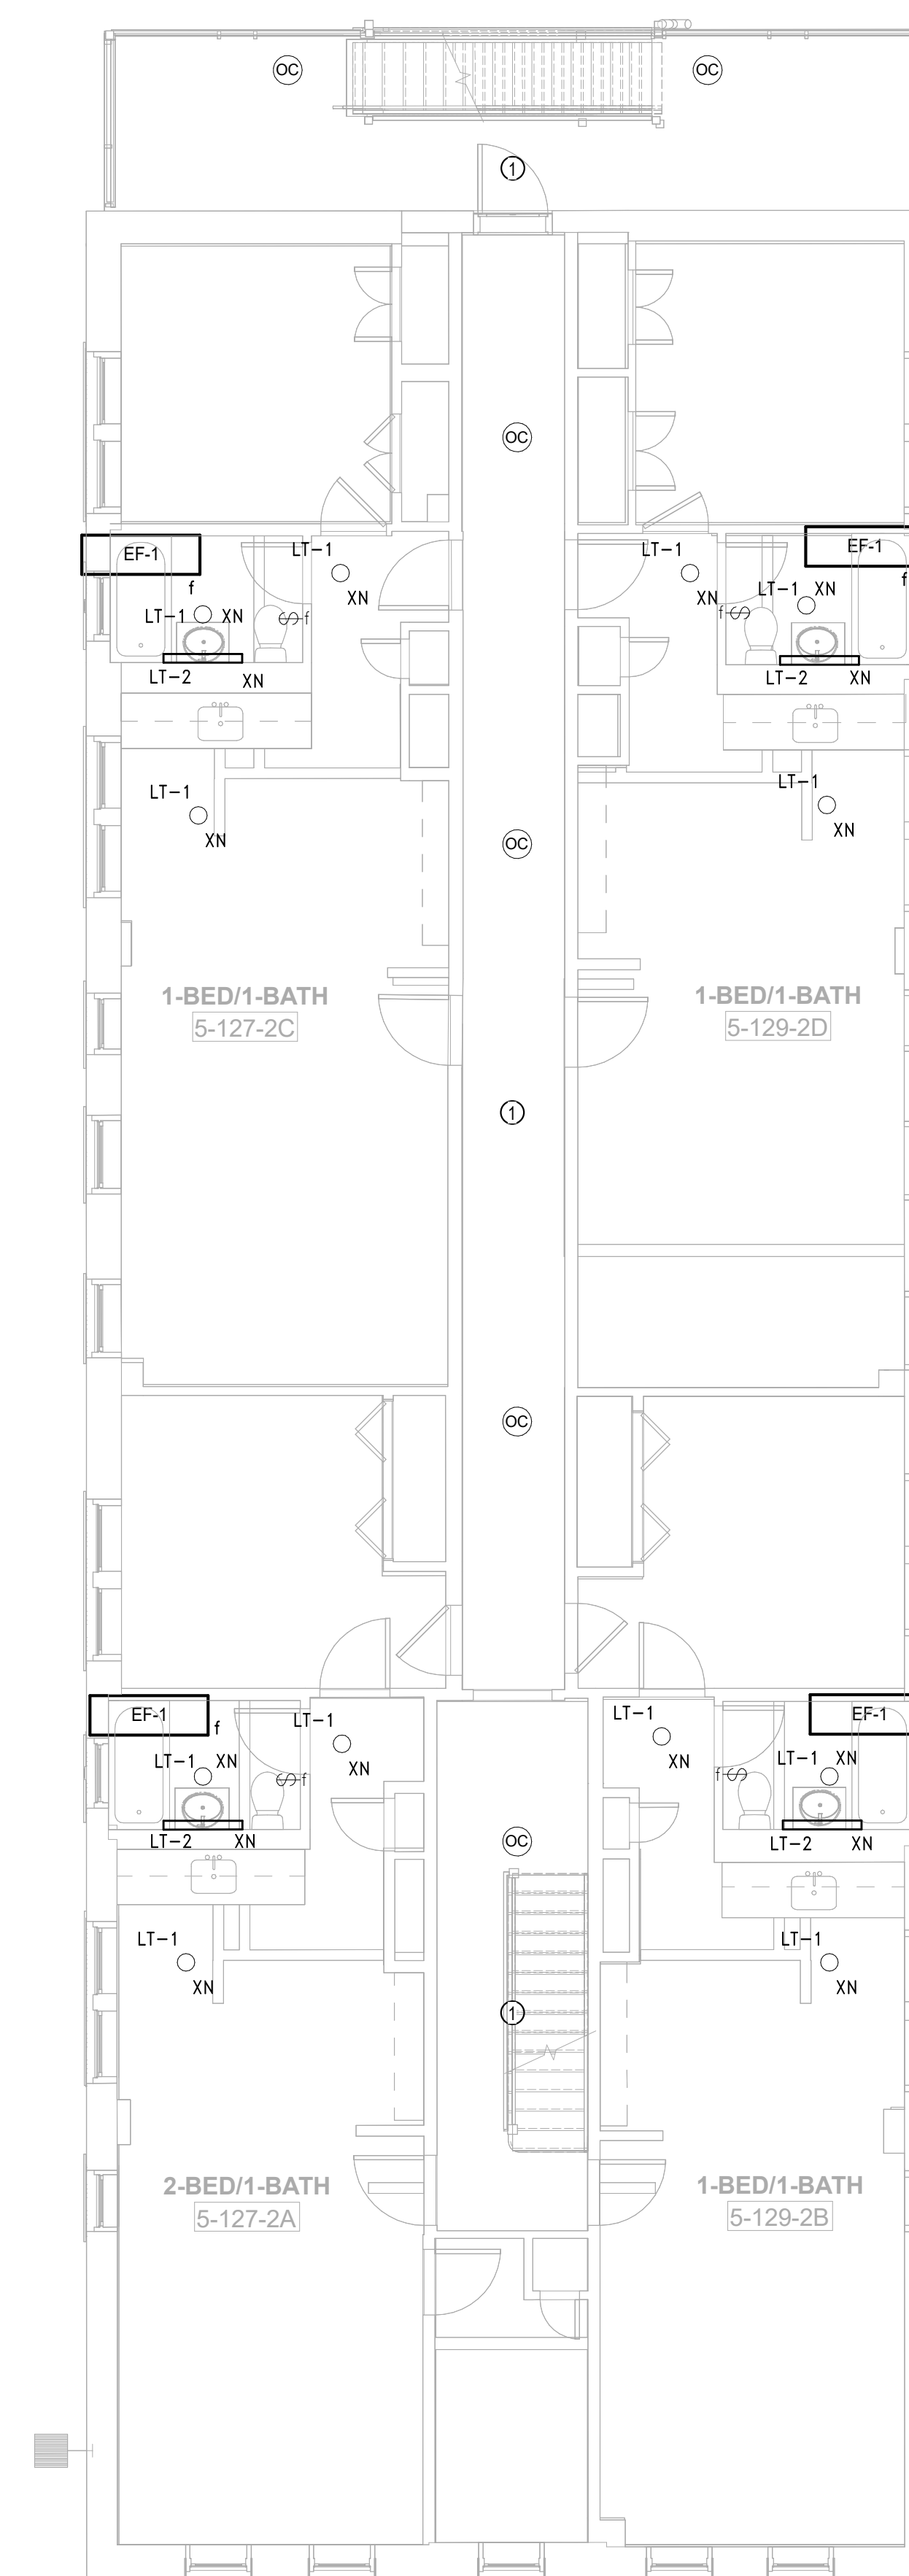 OC
OC
1
OC
EF-1
LT-1
XN
LT-1
XN
EF-1
f
LT-1
XN
$ f
f $
LT-1
XN
f
LT-2
XN
LT-2
XN
LT-1
XN
LT-1
XN
OC
1-BED/1-BATH
5-127-2C
1-BED/1-BATH
5-129-2D
1
OC
EF-1
f
LT-1
XN
LT-1
XN
EF-1
LT-1
XN
$ f
f $
LT-1
XN
LT-2
XN
LT-2
XN
OC
LT-1
XN
LT-1
XN
1
2-BED/1-BATH
5-127-2A
1-BED/1-BATH
5-129-2B